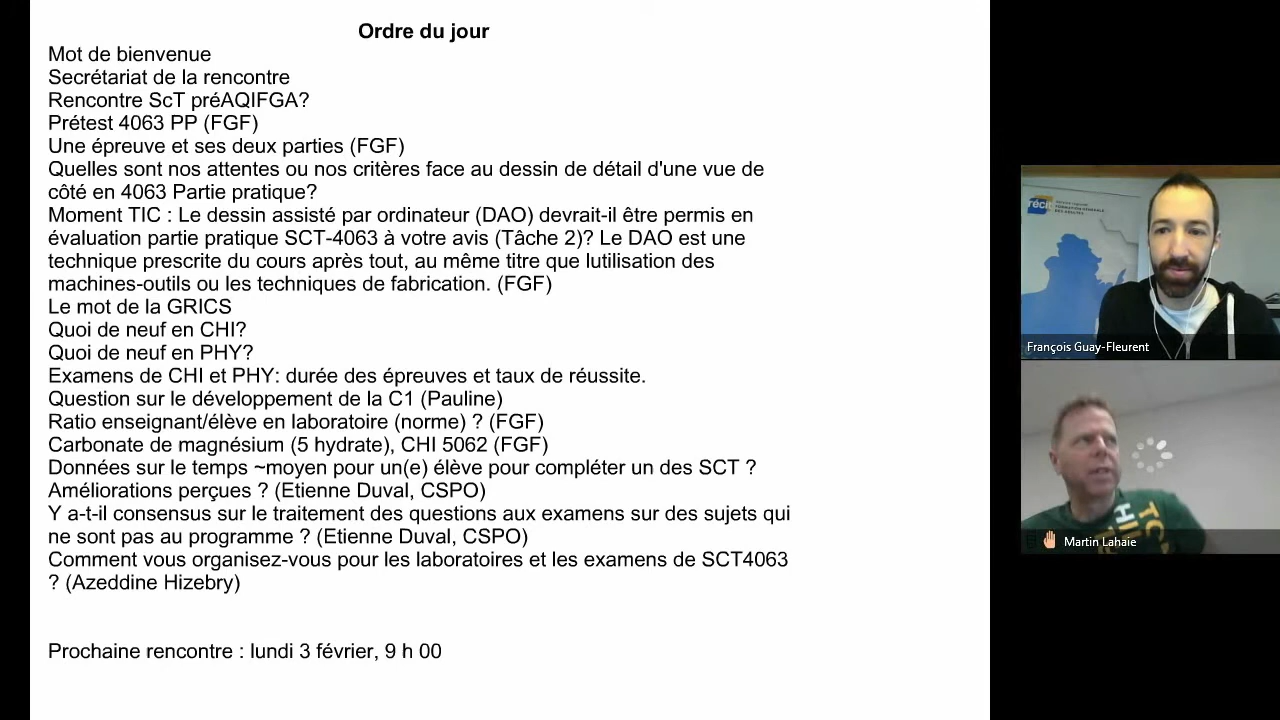 Ordre du jour
Mot de bienvenue
Secrétariat de la rencontre
Rencontre ScT préAQIFGA?
Prétest 4063 PP (FGF)
Une épreuve et ses deux parties (FGF)
Quelles sont nos attentes ou nos critères face au dessin de détail d'une vue de
côté en 4063 Partie pratique?
Moment TIC : Le dessin assisté par ordinateur (DAO) devrait-il être permis en
évaluation partie pratique SCT-4063 à votre avis (Tâche 2)? Le DAO est une
technique prescrite du cours après tout, au même titre que lutilisation des
machines-outils ou les techniques de fabrication. (FGF)
Le mot de la GRICS
Quoi de neuf en CHI?
Quoi de neuf en PHY?
Examens de CHI et PHY: durée des épreuves et taux de réussite.
Question sur le développement de la C1 (Pauline)
Ratio enseignant/élève en laboratoire (norme) ? (FGF)
Carbonate de magnésium (5 hydrate), CHI 5062 (FGF)
Données sur le temps ~moyen pour un(e) élève pour compléter un des SCT ?
Améliorations perçues ? (Etienne Duval, CSPO)
Y a-t-il consensus sur le traitement des questions aux examens sur des sujets qui
ne sont pas au programme ? (Etienne Duval, CSPO)
Comment vous organisez-vous pour les laboratoires et les examens de SCT4063
? (Azeddine Hizebry)
Prochaine rencontre : lundi 3 février, 9 h 00
récit
FORMATION GÉNÉRALE
DES ADULTES
François Guay-Fleurent
Martin Lahaie